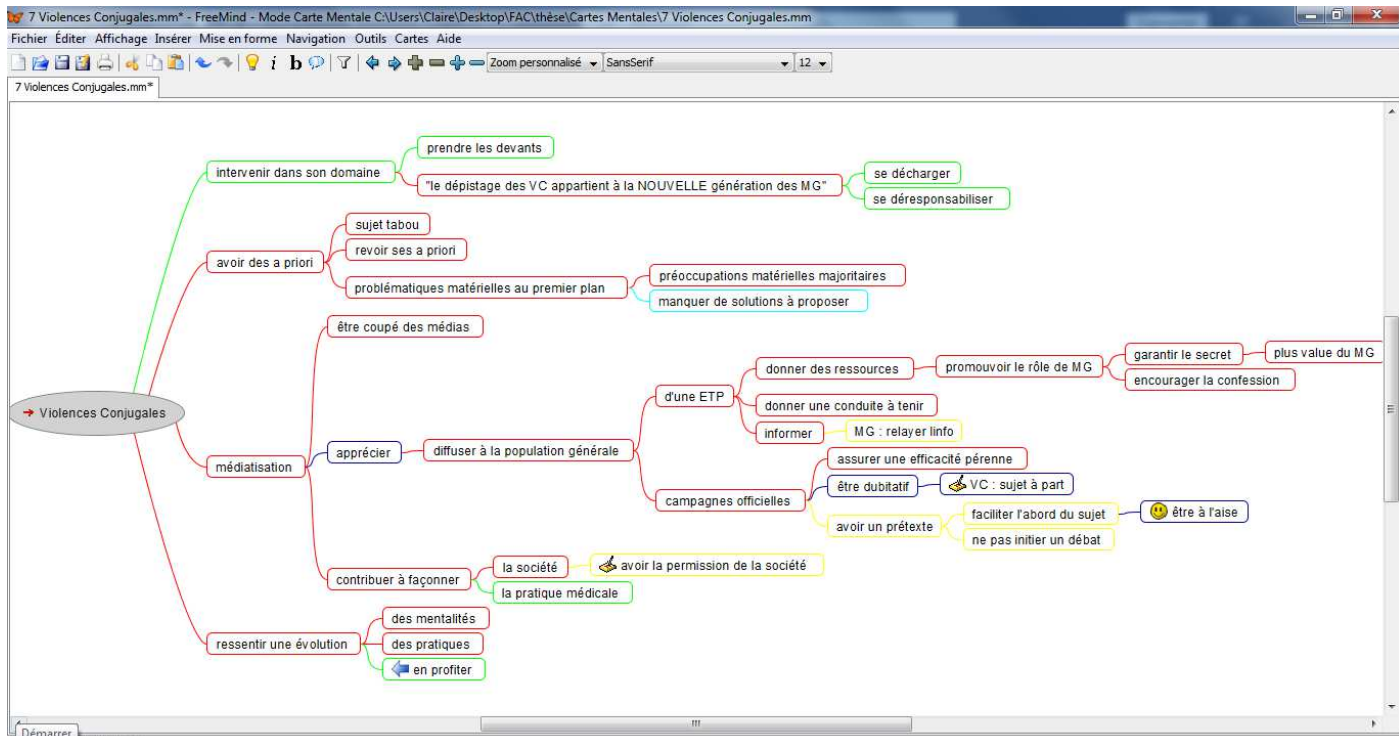 7 Violences Conjugales.mm* - FreeMind - Mode Carte Mentale C:\Users\Claire\Desktop\FAC\thèse\Cartes Mentales\7 Violences Conjugales.mm
Fichier Éditer Affichage Insérer Mise en forme Navigation Outils Cartes Aide
i b Zoom personnalisé SansSerif 12
7 Violences Conjugales.mm*
Violences Conjugales
intervenir dans son domaine
prendre les devants
"le dépistage des VC appartient à la NOUVELLE génération des MG"
se décharger
se déresponsabiliser
avoir des a priori
sujet tabou
revoir ses a priori
problématiques matérielles au premier plan
préoccupations matérielles majoritaires
manquer de solutions à proposer
médiatisation
être coupé des médias
apprécier
diffuser à la population générale
d'une ETP
donner des ressources
promouvoir le rôle de MG
garantir le secret
plus value du MG
encourager la confession
donner une conduite à tenir
informer
MG : relayer linfo
campagnes officielles
assurer une efficacité pérenne
être dubitatif
VC : sujet à part
avoir un prétexte
faciliter l'abord du sujet
être à l'aise
ne pas initier un débat
contribuer à façonner
la société
avoir la permission de la société
la pratique médicale
ressentir une évolution
des mentalités
des pratiques
en profiter
Démarrer